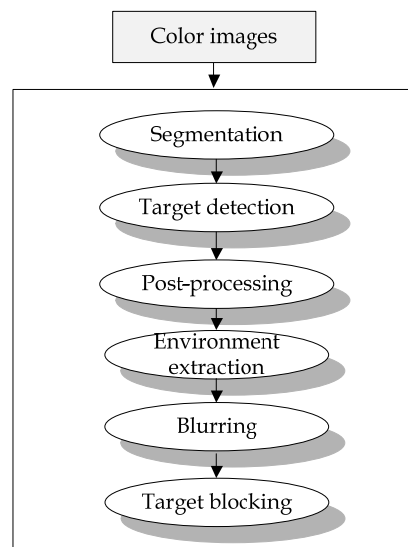 Color images
Segmentation
Target detection
Post-processing
Environment
extraction
Blurring
Target blocking